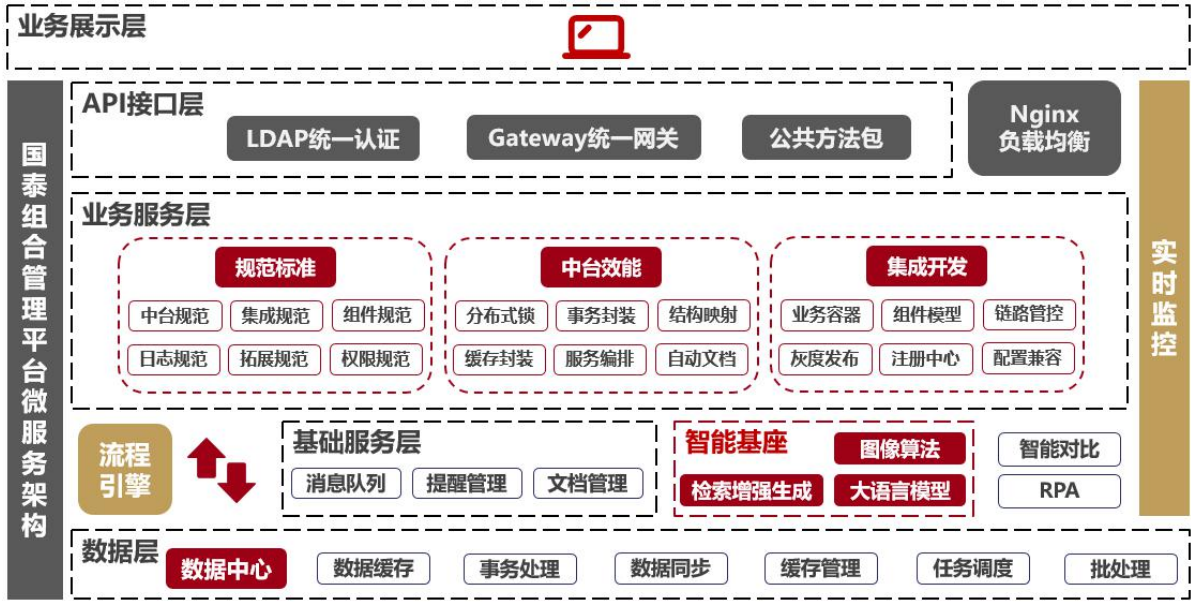 业务展示层
国泰组合管理平台微服务架构
API接口层
LDAP统一认证
Gateway统一网关
公共方法包
Nginx
负载均衡
实时监控
业务服务层
规范标准
中台规范
集成规范
组件规范
日志规范
拓展规范
权限规范
中台效能
分布式锁
事务封装
结构映射
缓存封装
服务编排
自动文档
集成开发
业务容器
组件模型
链路管控
灰度发布
注册中心
配置兼容
流程
引擎
基础服务层
消息队列
提醒管理
文档管理
智能基座
图像算法
检索增强生成
大语言模型
智能对比
RPA
数据层
数据中心
数据缓存
事务处理
数据同步
缓存管理
任务调度
批处理